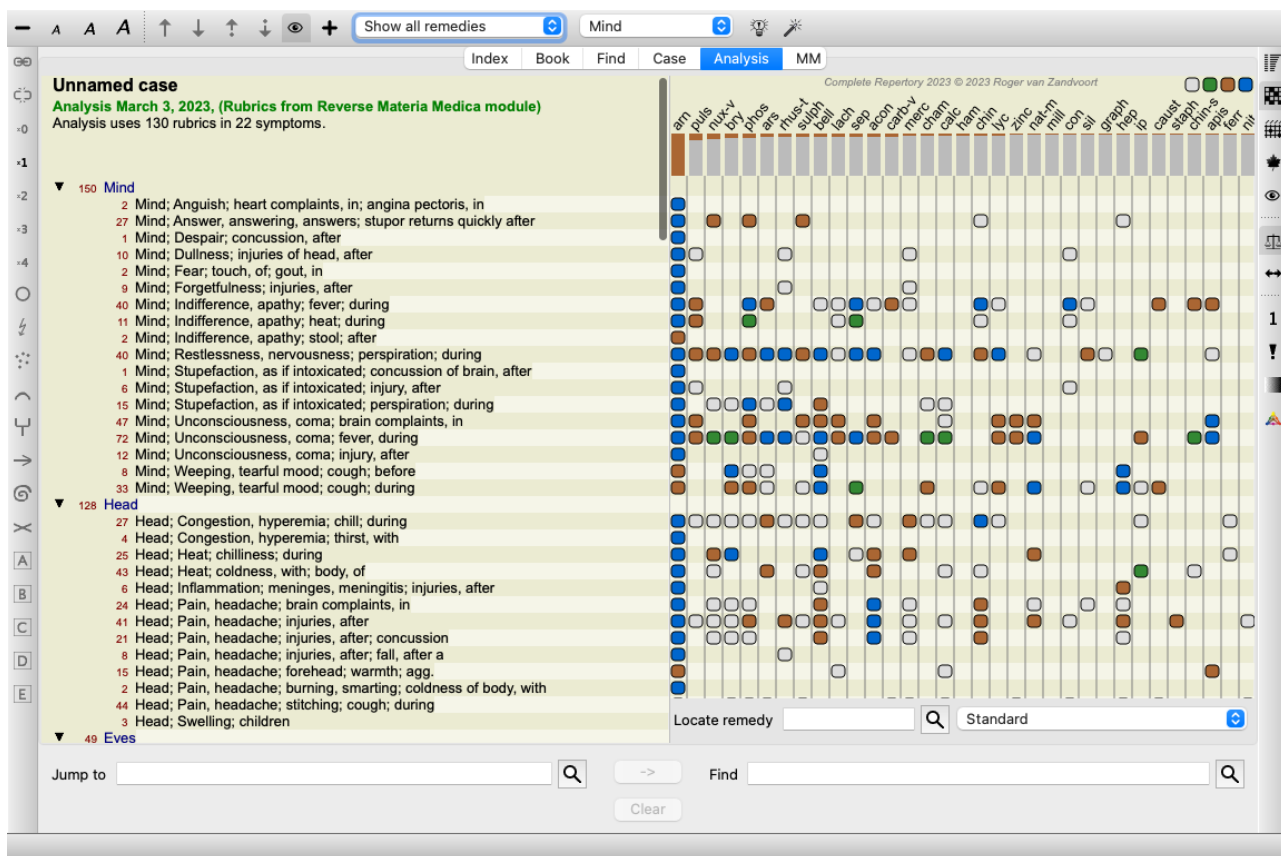 A A A Show all remedies Mind
Index Book Find Case Analysis MM
Unnamed case
Analysis March 3, 2023, (Rubrics from Reverse Materia Medica module)
Analysis uses 130 rubrics in 22 symptoms.
Complete Repertory 2023 © 2023 Roger van Zandvoort
arn puls nux-v bry phos ars rhus-t sulph bell lach sep acon carb-v merc cham calc ham chin lyc zinc nat-m mill con sil graph hep ip caust staph chin-s apis ferr nit
×0
×1
×2
×3
×4
A
B
C
D
E
150 Mind
2 Mind; Anguish; heart complaints, in; angina pectoris, in
27 Mind; Answer, answering, answers; stupor returns quickly after
1 Mind; Despair; concussion, after
10 Mind; Dullness; injuries of head, after
2 Mind; Fear; touch, of; gout, in
9 Mind; Forgetfulness; injuries, after
40 Mind; Indifference, apathy; fever; during
11 Mind; Indifference, apathy; heat; during
2 Mind; Indifference, apathy; stool; after
40 Mind; Restlessness, nervousness; perspiration; during
1 Mind; Stupefaction, as if intoxicated; concussion of brain, after
6 Mind; Stupefaction, as if intoxicated; injury, after
15 Mind; Stupefaction, as if intoxicated; perspiration; during
47 Mind; Unconsciousness, coma; brain complaints, in
72 Mind; Unconsciousness, coma; fever, during
12 Mind; Unconsciousness, coma; injury, after
8 Mind; Weeping, tearful mood; cough; before
33 Mind; Weeping, tearful mood; cough; during
128 Head
27 Head; Congestion, hyperemia; chill; during
4 Head; Congestion, hyperemia; thirst, with
25 Head; Heat; chilliness; during
43 Head; Heat; coldness, with; body, of
6 Head; Inflammation; meninges, meningitis; injuries, after
24 Head; Pain, headache; brain complaints, in
41 Head; Pain, headache; injuries, after
21 Head; Pain, headache; injuries, after; concussion
8 Head; Pain, headache; injuries, after; fall, after a
15 Head; Pain, headache; forehead; warmth; agg.
2 Head; Pain, headache; burning, smarting; coldness of body, with
44 Head; Pain, headache; stitching; cough; during
3 Head; Swelling; children
49 Eyes
1
!
Locate remedy Standard
Jump to -> Find
Clear